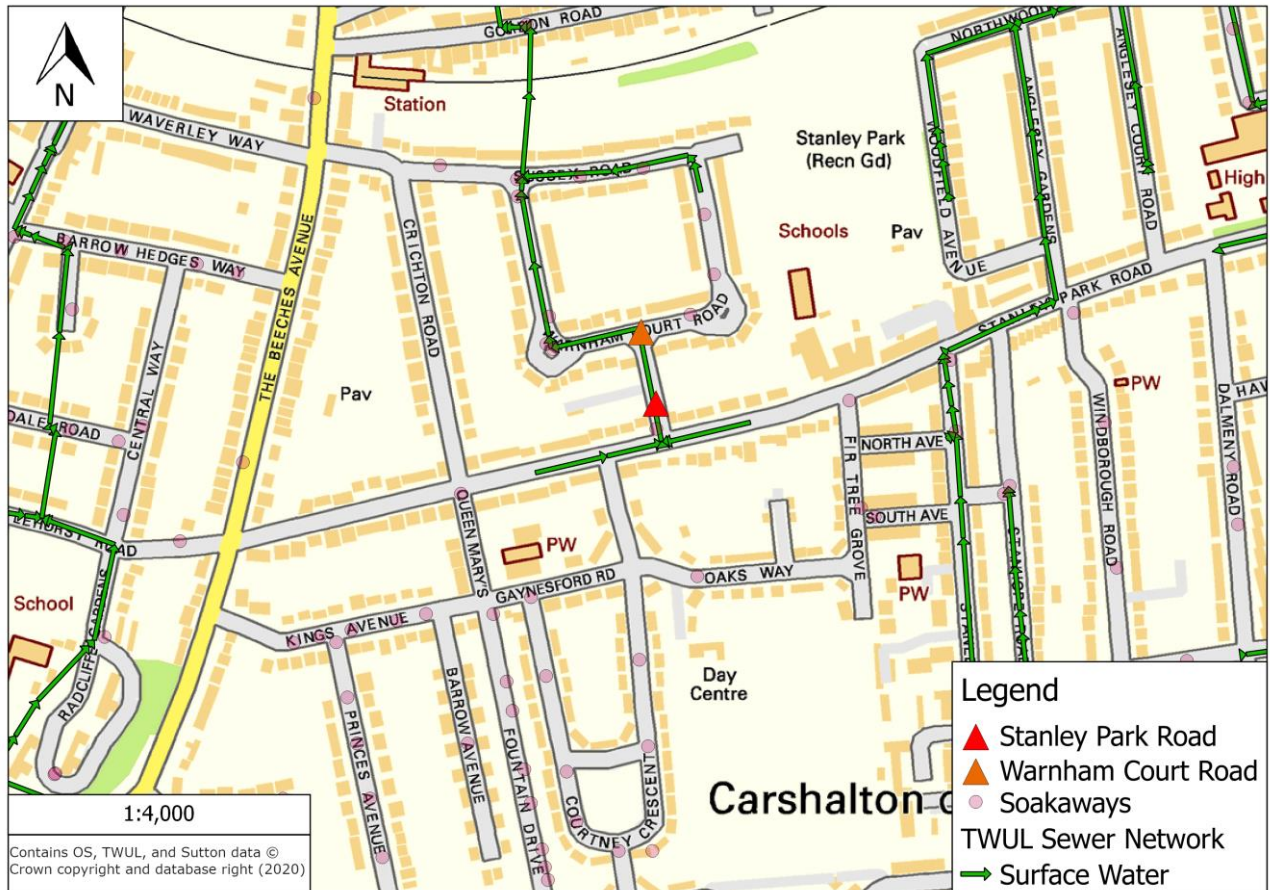 N
GORDON ROAD
Station
WAVERLEY WAY
SUSSEX ROAD
Stanley Park
(Recn Gd)
NORTHWOOD
WOODFIELD AVENUE
ANGLESEY GARDENS
ANGLESEY COURT ROAD
High
Schools
Pav
BARROW HEDGES WAY
THE BEECHES AVENUE
CRICHTON ROAD
WARNHAM COURT ROAD
STANLEY PARK ROAD
CENTRAL WAY
Pav
PW
DALE ROAD
FIR TREE GROVE
NORTH AVE
WINDBOROUGH ROAD
DALMENY ROAD
HAW
QUEEN MARY'S
SOUTH AVE
LEHURST ROAD
PW
GAYNESFORD RD
OAKS WAY
PW
School
KINGS AVENUE
RADCLIFFE GARDENS
Day
Centre
PRINCES AVENUE
BARROW AVENUE
FOUNTAIN DRIVE
COURTNEY CRESCENT
Carshalton
Legend
Stanley Park Road
Warnham Court Road
Soakaways
TWUL Sewer Network
Surface Water
1:4,000
Contains OS, TWUL, and Sutton data ©
Crown copyright and database right (2020)